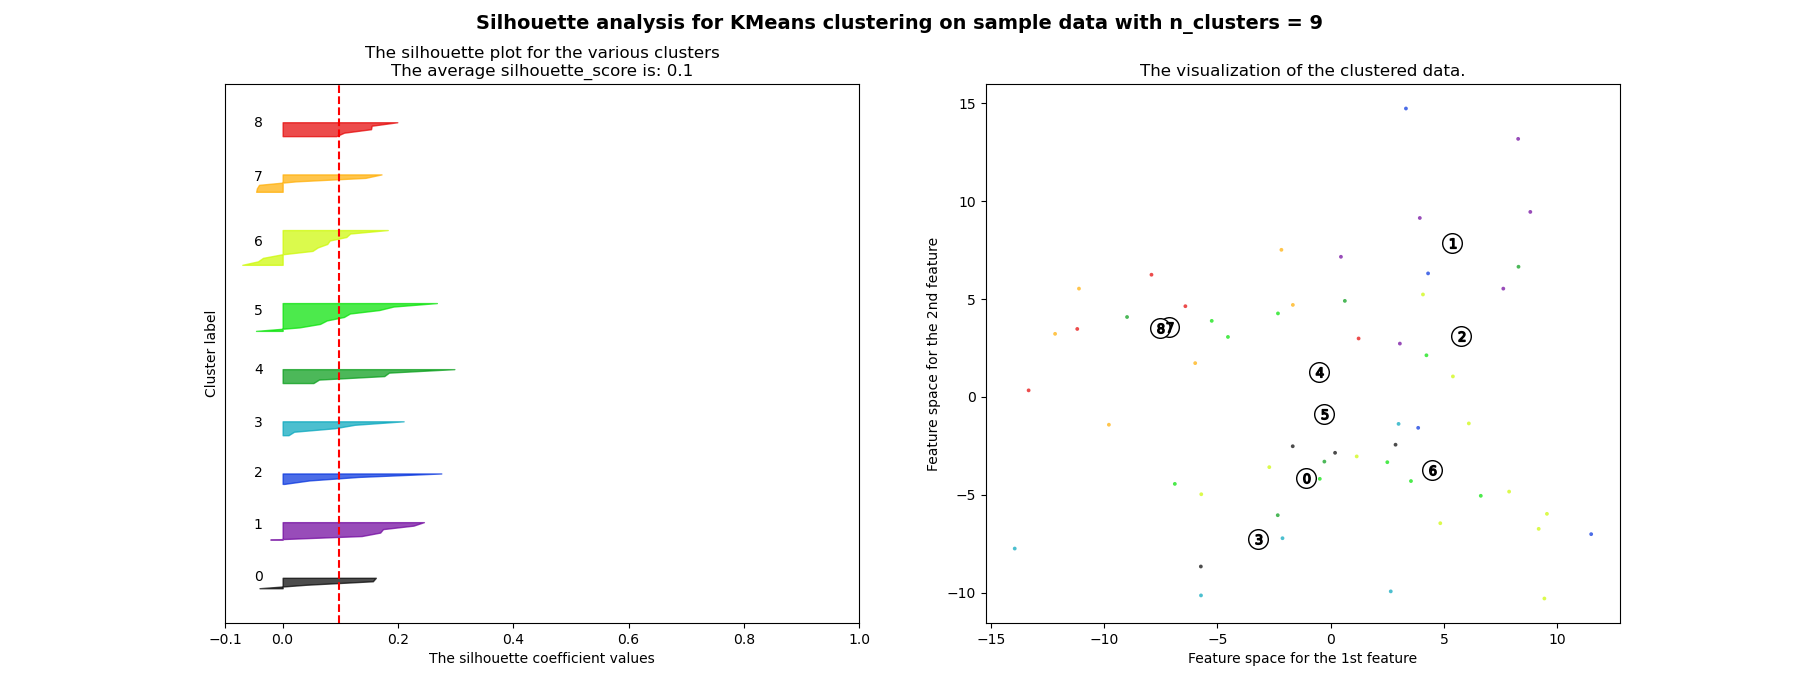 Silhouette analysis for KMeans clustering on sample data with n_clusters = 9
The silhouette plot for the various clusters
The average silhouette_score is: 0.1
8
7
6
5
4
3
2
1
0
Cluster label
−0.1 0.0 0.2 0.4 0.6 0.8 1.0
The silhouette coefficient values
The visualization of the clustered data.
15
10
5
0
−5
−10
Feature space for the 2nd feature
1
2
8 7
4
5
6
0
3
−15 −10 −5 0 5 10
Feature space for the 1st feature